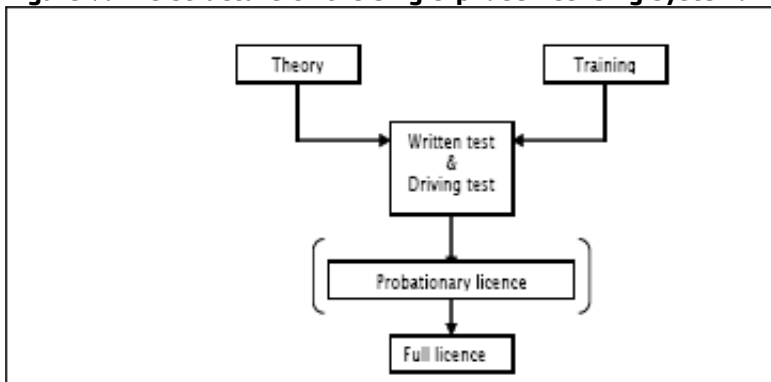 Theory
Training
Written test
&
Driving test
Probationary licence
Full licence